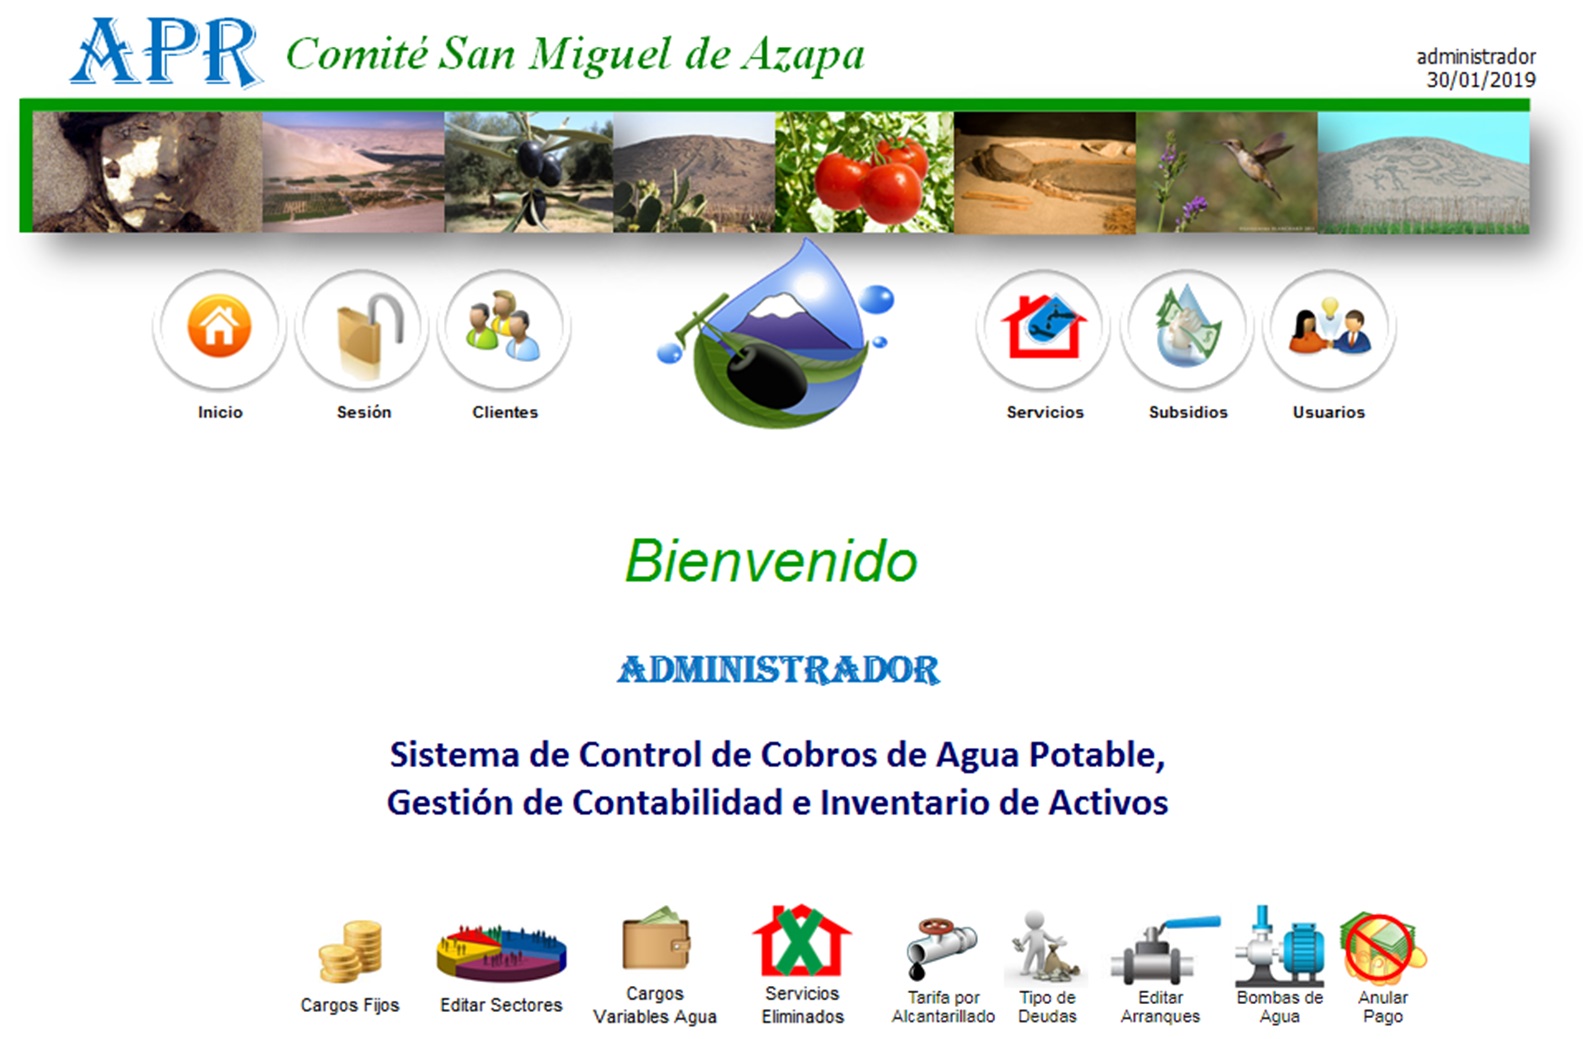 APR Comité San Miguel de Azapa
administrador
30/01/2019
Inicio
Sesión
Clientes
Servicios
Subsidios
Usuarios
Bienvenido
ADMINISTRADOR
Sistema de Control de Cobros de Agua Potable,
Gestión de Contabilidad e Inventario de Activos
Cargos Fijos
Editar Sectores
Cargos
Variables Agua
Servicios
Eliminados
Tarifa por
Alcantarillado
Tipo de
Deudas
Editar
Arranques
Bombas de
Agua
Anular
Pago